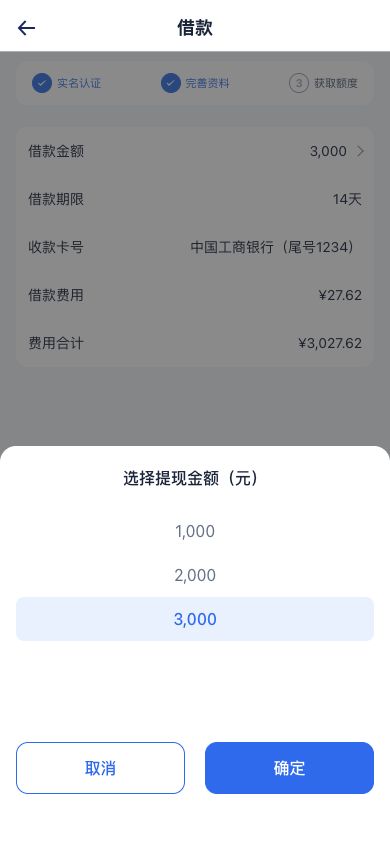 借款
实名认证
完善资料
3 获取额度
借款金额 3,000
借款期限 14天
收款卡号 中国工商银行（尾号1234）
借款费用 ¥27.62
费用合计 ¥3,027.62
选择提现金额（元）
1,000
2,000
3,000
取消 确定